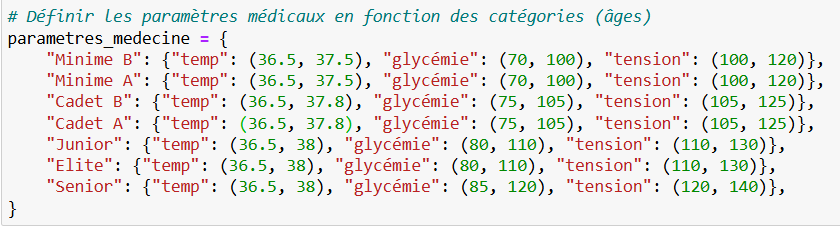 # Définir les paramètres médicaux en fonction des catégories (âges)
parametres_medecine = {
    "Minime B": {"temp": (36.5, 37.5), "glycémie": (70, 100), "tension": (100, 120)},
    "Minime A": {"temp": (36.5, 37.5), "glycémie": (70, 100), "tension": (100, 120)},
    "Cadet B": {"temp": (36.5, 37.8), "glycémie": (75, 105), "tension": (105, 125)},
    "Cadet A": {"temp": (36.5, 37.8), "glycémie": (75, 105), "tension": (105, 125)},
    "Junior": {"temp": (36.5, 38), "glycémie": (80, 110), "tension": (110, 130)},
    "Elite": {"temp": (36.5, 38), "glycémie": (80, 110), "tension": (110, 130)},
    "Senior": {"temp": (36.5, 38), "glycémie": (85, 120), "tension": (120, 140)},
}